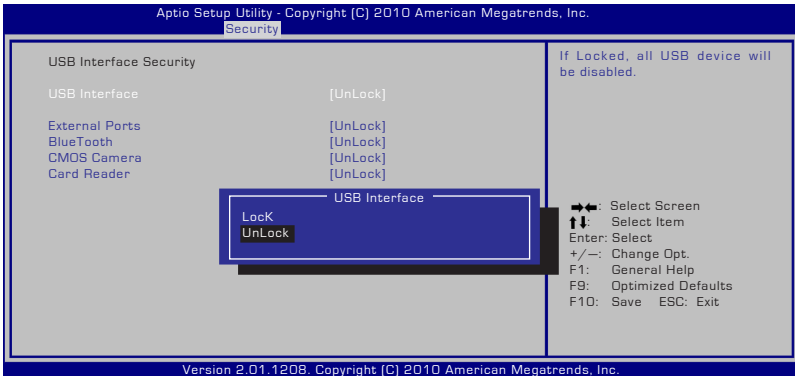 Aptio Setup Utility - Copyright (C) 2010 American Megatrends, Inc.
Security
USB Interface Security
USB Interface [UnLock]
External Ports [UnLock]
BlueTooth [UnLock]
CMOS Camera [UnLock]
Card Reader [UnLock]
USB Interface
LocK
UnLock
If Locked, all USB device will
be disabled.
→←: Select Screen
↑↓: Select Item
Enter: Select
+/—: Change Opt.
F1: General Help
F9: Optimized Defaults
F10: Save ESC: Exit
Version 2.01.1208. Copyright (C) 2010 American Megatrends, Inc.